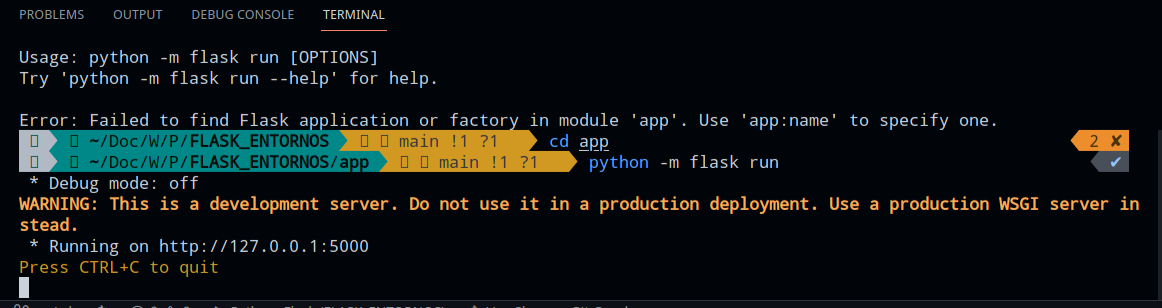 PROBLEMS OUTPUT DEBUG CONSOLE TERMINAL
Usage: python -m flask run [OPTIONS]
Try 'python -m flask run --help' for help.
Error: Failed to find Flask application or factory in module 'app'. Use 'app:name' to specify one.
~/Doc/W/P/FLASK_ENTORNOS main !1 ?1 cd app 2 ✘
~/Doc/W/P/FLASK_ENTORNOS/app main !1 ?1 python -m flask run ✔
* Debug mode: off
WARNING: This is a development server. Do not use it in a production deployment. Use a production WSGI server in
stead.
* Running on http://127.0.0.1:5000
Press CTRL+C to quit